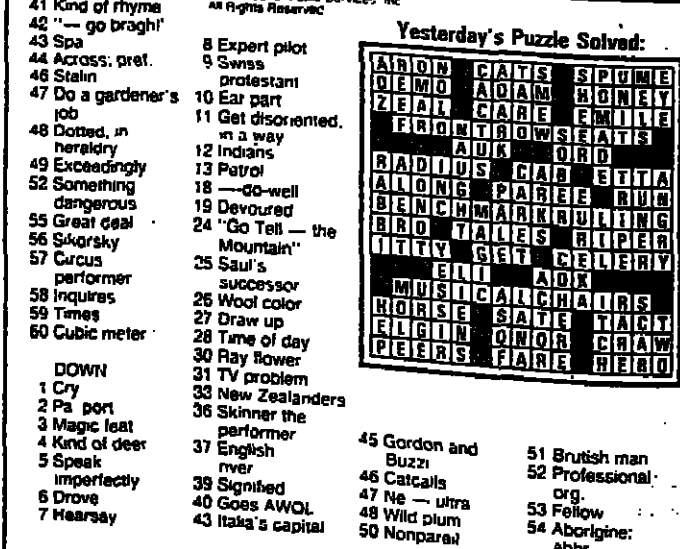 41 Kind of rhyme
42 "— go bragh!"
43 Spa
44 Across: pref.
46 Stalin
47 Do a gardener's
job
48 Dotted, in
heraldry
49 Exceedingly
52 Something
dangerous
55 Great deal
56 Sikorsky
57 Circus
performer
58 Inquires
59 Times
60 Cubic meter
DOWN
1 Cry
2 Pa port
3 Magic feat
4 Kind of deer
5 Speak
imperfectly
6 Drove
7 Hearsay
Inc
All Rights Reserved
8 Expert pilot
9 Swiss
protestant
10 Ear part
11 Get disoriented,
in a way
12 Indians
13 Patrol
18 —-do-well
19 Devoured
24 "Go Tell — the
Mountain"
25 Saul's
successor
26 Wool color
27 Draw up
28 Time of day
30 Ray flower
31 TV problem
33 New Zealanders
36 Skinner the
performer
37 English
river
39 Signified
40 Goes AWOL
43 Itaka's capital
45 Gordon and
Buzzi
46 Catcalls
47 Ne — ultra
48 Wild plum
50 Nonpareil
51 Brutish man
52 Professional
org.
53 Fellow
54 Aborigine:
abbr.
Yesterday's Puzzle Solved:
ARON CATS SPUME
DEMO ADAM HONEY
ZEAL CARE EMILE
FRONTROWSEATS
AUK ORD
RADIUS CAB ETTA
ALONG PAREE RUN
BENCHMARKRULING
BRO TALES RIPER
ITTY GET CELERY
ELI ADX
MUSICALCHAIRS
HORSE SATE TACT
ELGIN ONOR CRAW
PEERS FARE HERO